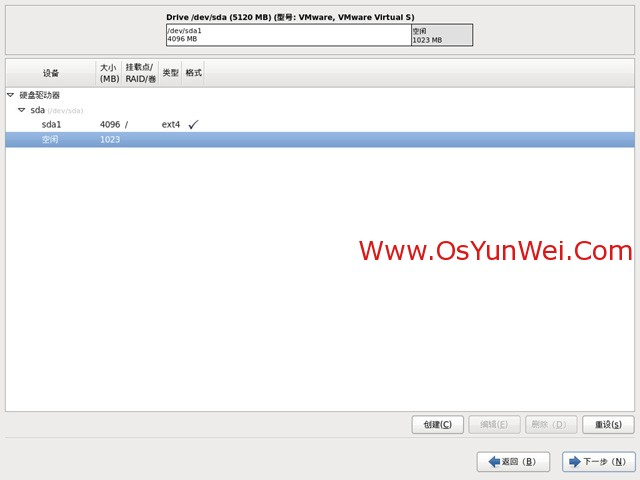 Drive /dev/sda (5120 MB) (型号: VMware, VMware Virtual S)
/dev/sda1
4096 MB
空闲
1023 MB
设备
大小
(MB)
挂载点/
RAID/卷
类型
格式
硬盘驱动器
sda (/dev/sda)
sda1 4096 / ext4 ✓
空闲 1023
Www.OsYunWei.Com
创建(C) 编辑(E) 删除（D） 重设(s)
返回（B） 下一步（N）